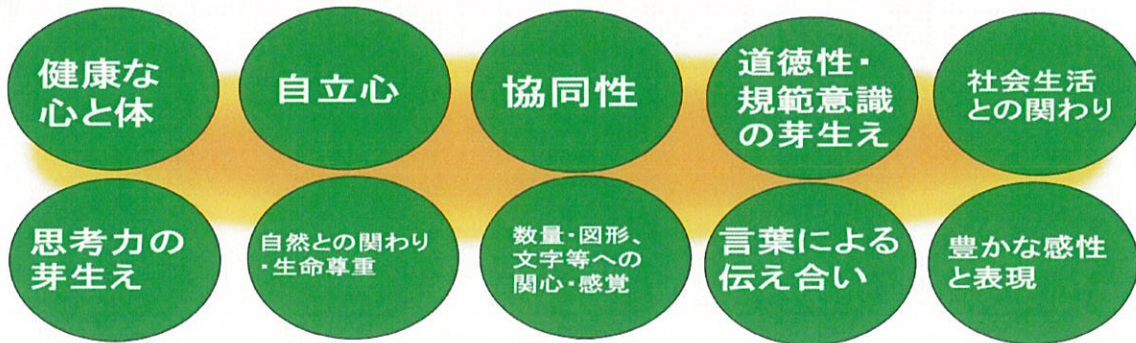 健康な
心と体
自立心
協同性
道徳性・
規範意識
の芽生え
社会生活
との関わり
思考力の
芽生え
自然との関わり
・生命尊重
数量・図形、
文字等への
関心・感覚
言葉による
伝え合い
豊かな感性
と表現